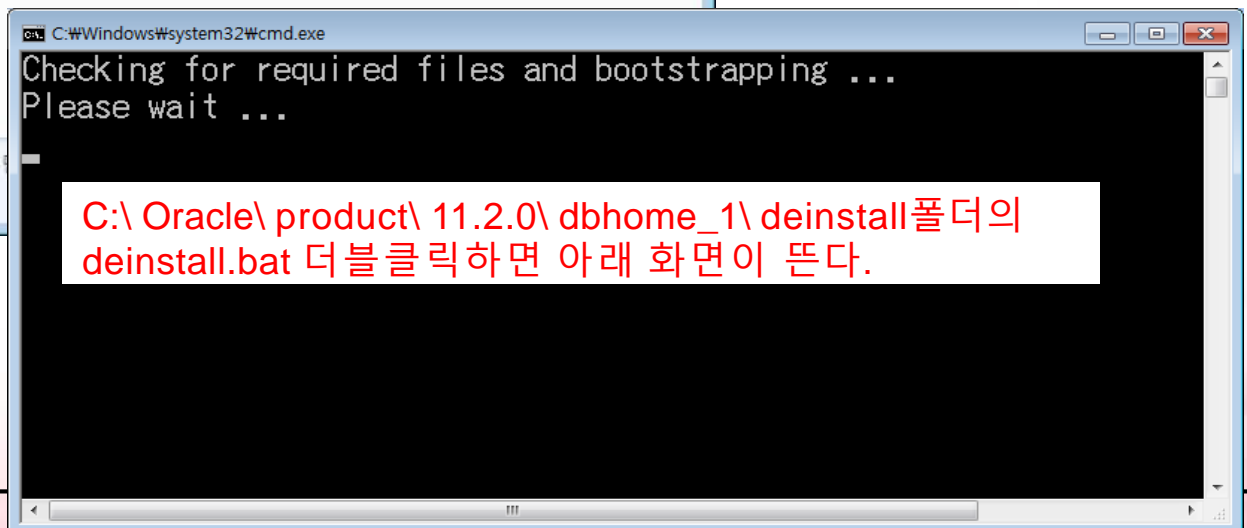 C:₩Windows₩system32₩cmd.exe
Checking for required files and bootstrapping ...
Please wait ...
C:\ Oracle\ product\ 11.2.0\ dbhome_1\ deinstall폴더의
deinstall.bat 더블클릭하면 아래 화면이 뜬다.